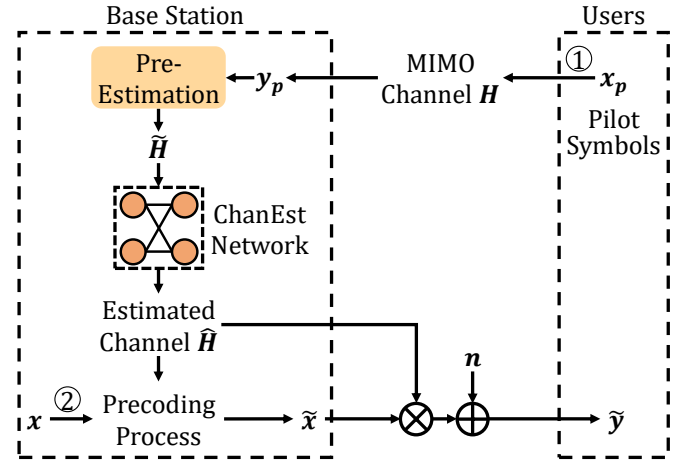 Base Station
Users
Pre-
Estimation
y_p
MIMO
Channel H
①
x_p
Pilot
Symbols
H̃
ChanEst
Network
Estimated
Channel Ĥ
n
x
②
Precoding
Process
x̃
ỹ